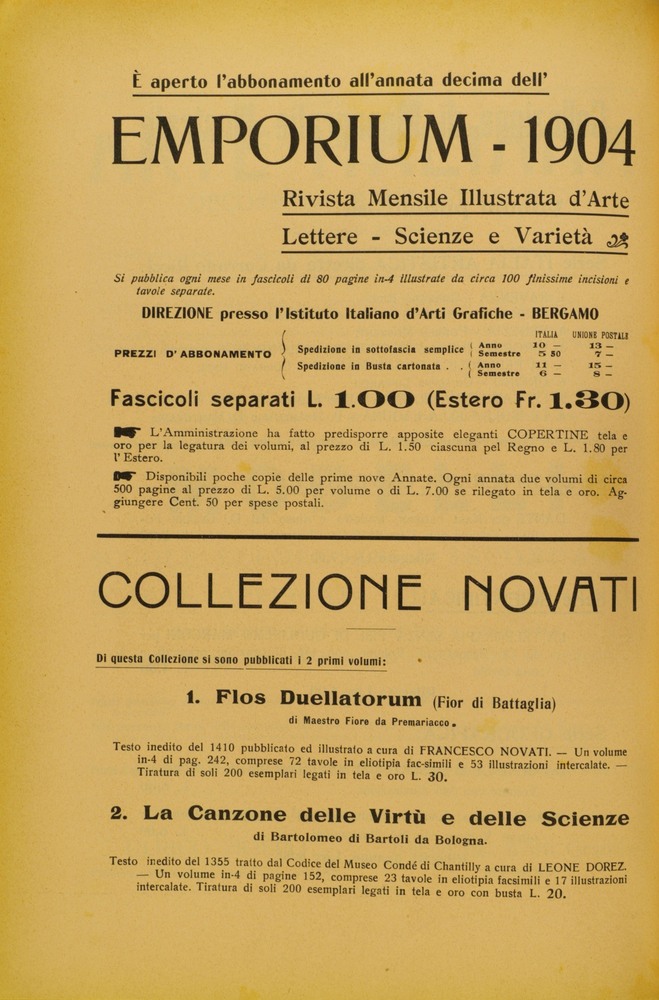 È aperto l'abbonamento all'annata decima dell'
EMPORIUM - 1904
Rivista Mensile Illustrata d'Arte
Lettere - Scienze e Varietà
Si pubblica ogni mese in fascicoli di 80 pagine in-4 illustrate da circa 100 finissime incisioni e
tavole separate.
DIREZIONE presso l'Istituto Italiano d'Arti Grafiche - BERGAMO
ITALIA UNIONE POSTALE
PREZZI D'ABBONAMENTO
Spedizione in sottofascia semplice ( Anno 10 — 13 —
( Semestre 5 50 7 —
Spedizione in Busta cartonata . . ( Anno 11 — 15 —
( Semestre 6 — 8 —
Fascicoli separati L. 1.00 (Estero Fr. 1.30)
☛ L'Amministrazione ha fatto predisporre apposite eleganti COPERTINE tela e
oro per la legatura dei volumi, al prezzo di L. 1.50 ciascuna pel Regno e L. 1.80 per
l'Estero.
☛ Disponibili poche copie delle prime nove Annate. Ogni annata due volumi di circa
500 pagine al prezzo di L. 5.00 per volume o di L. 7.00 se rilegato in tela e oro. Ag-
giungere Cent. 50 per spese postali.
COLLEZIONE NOVATI
Di questa Collezione si sono pubblicati i 2 primi volumi:
1. Flos Duellatorum (Fior di Battaglia)
di Maestro Fiore da Premariacco.
Testo inedito del 1410 pubblicato ed illustrato a cura di FRANCESCO NOVATI. — Un volume
in-4 di pag. 242, comprese 72 tavole in eliotipia fac-simili e 53 illustrazioni intercalate. —
Tiratura di soli 200 esemplari legati in tela e oro L. 30.
2. La Canzone delle Virtù e delle Scienze
di Bartolomeo di Bartoli da Bologna.
Testo inedito del 1355 tratto dal Codice del Museo Condé di Chantilly a cura di LEONE DOREZ.
— Un volume in-4 di pagine 152, comprese 23 tavole in eliotipia facsimili e 17 illustrazioni
intercalate. Tiratura di soli 200 esemplari legati in tela e oro con busta L. 20.